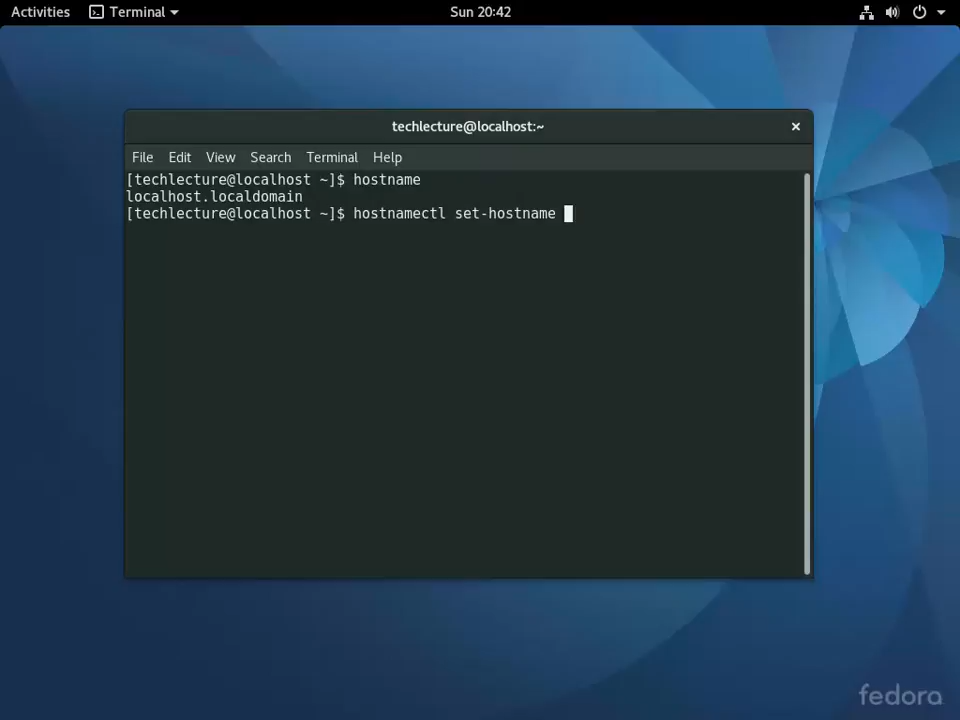 Activities Terminal Sun 20:42
techlecture@localhost:~
File Edit View Search Terminal Help
[techlecture@localhost ~]$ hostname
localhost.localdomain
[techlecture@localhost ~]$ hostnamectl set-hostname
fedora